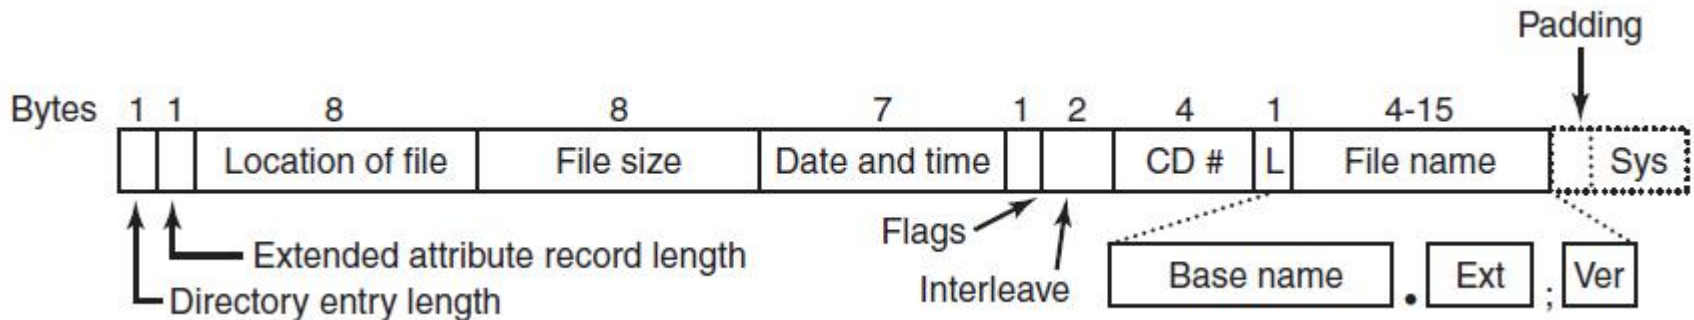 Padding
Bytes 1 1 8 8 7 1 2 4 1 4-15
Location of file File size Date and time CD # L File name Sys
Flags
Extended attribute record length
Base name . Ext ; Ver
Interleave
Directory entry length